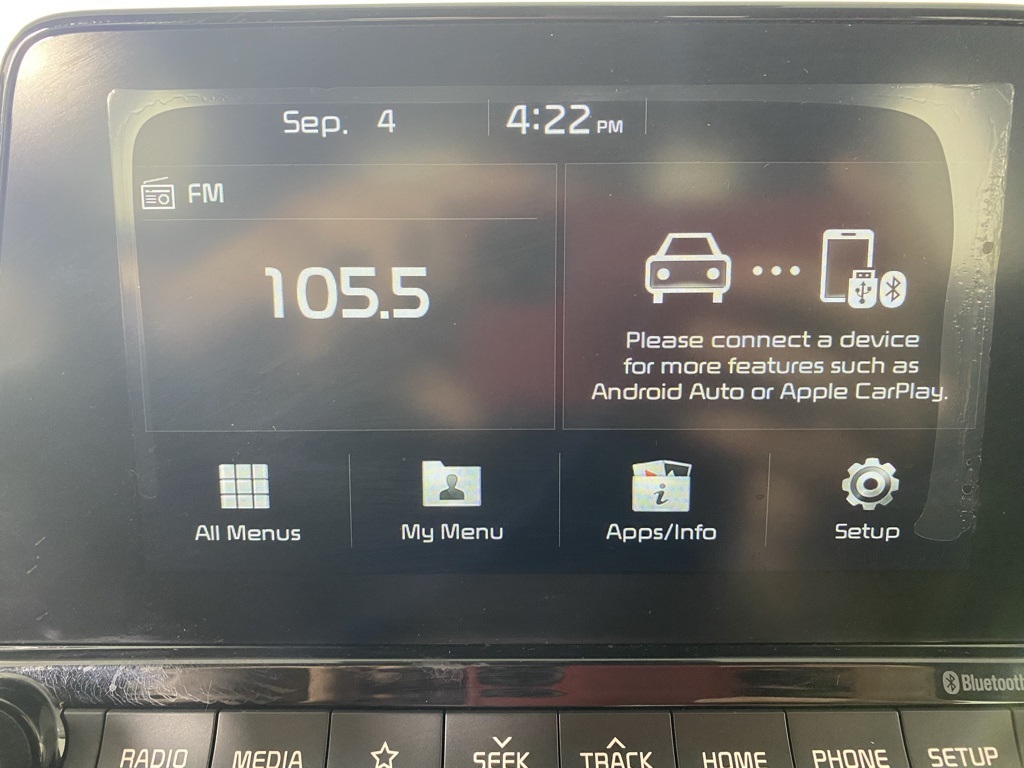 Sep. 4 4:22 PM
FM
105.5
Please connect a device
for more features such as
Android Auto or Apple CarPlay.
All Menus My Menu Apps/Info Setup
Bluetooth
RADIO MEDIA SEEK TRACK HOME PHONE SETUP